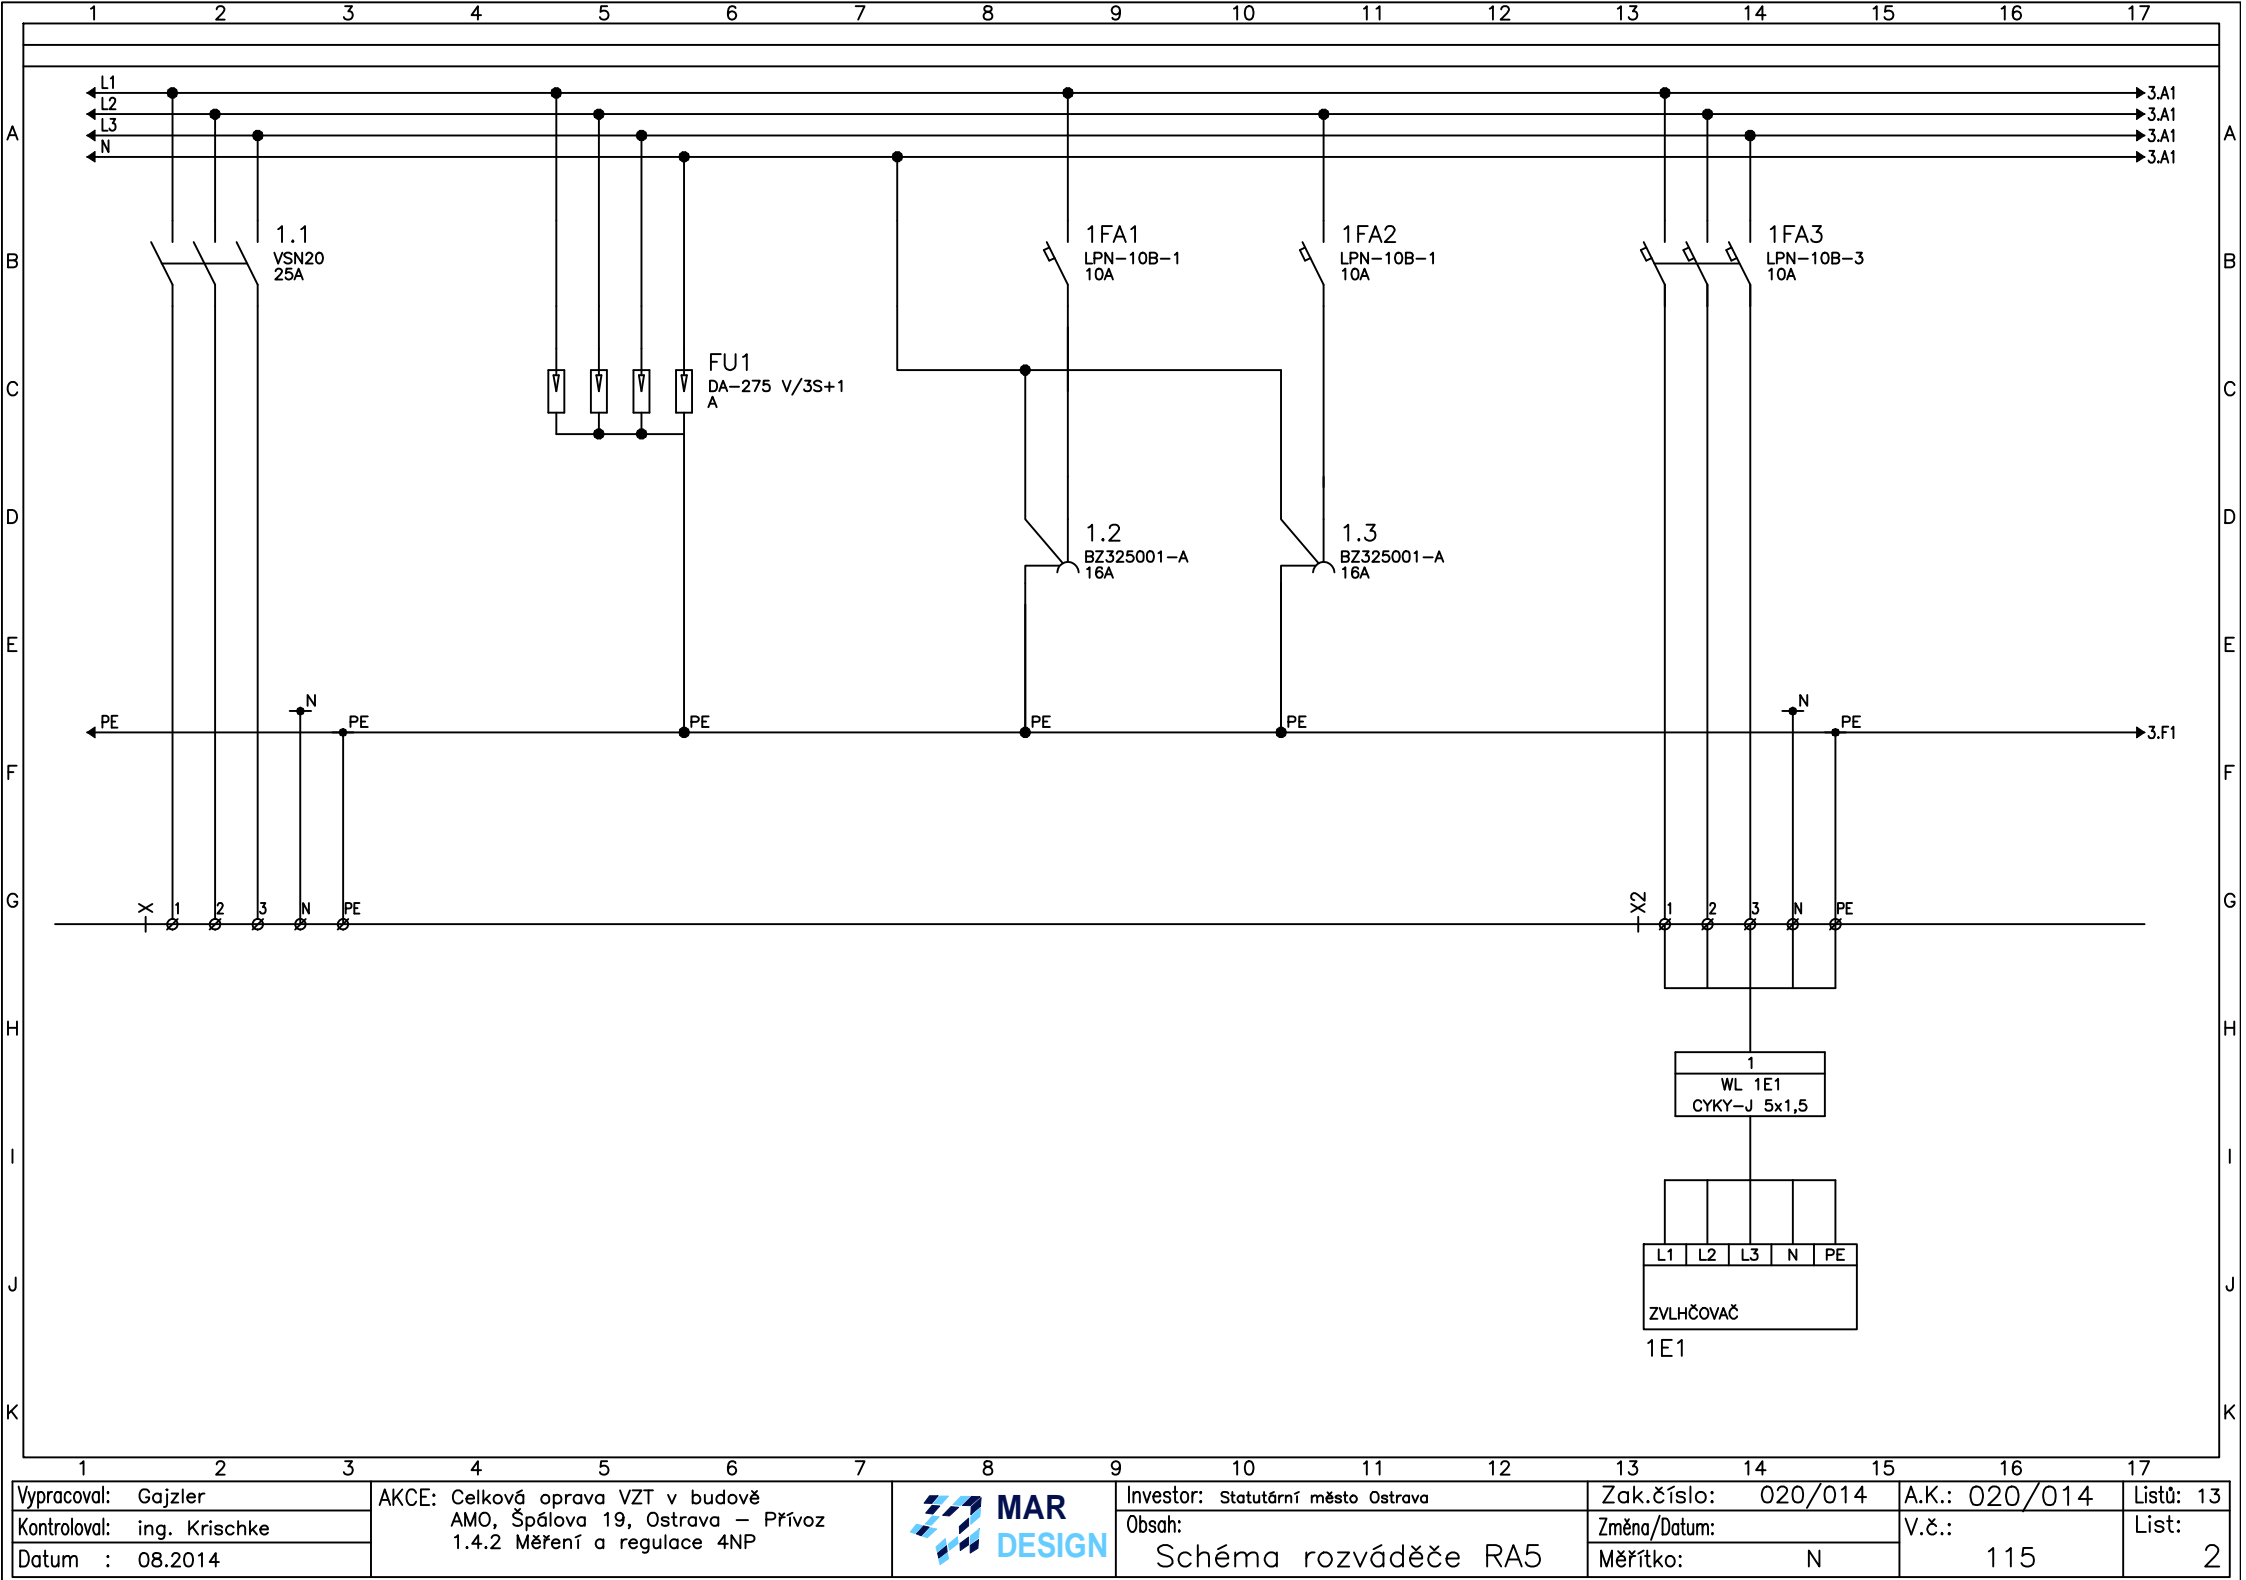 1 2 3 4 5 6 7 8 9 10 11 12 13 14 15 16 17
L1 3.A1
L2 3.A1
A L3 3.A1 A
N 3.A1
1.1 1FA1 1FA2 1FA3
B VSN20 LPN-10B-1 LPN-10B-1 LPN-10B-3 B
25A 10A 10A 10A
FU1
C DA-275 V/3S+1 C
A
D D
1.2 1.3
BZ325001-A BZ325001-A
16A 16A
E E
N N
PE PE PE PE PE PE 3.F1
F F
G X 1 2 3 N PE X2 1 2 3 N PE G
H H
1
WL 1E1
CYKY-J 5x1,5
I I
L1 L2 L3 N PE
J J
ZVLHČOVAČ
1E1
K K
1 2 3 4 5 6 7 8 9 10 11 12 13 14 15 16 17
Vypracoval: Gajzler
Kontroloval: ing. Krischke
Datum : 08.2014
AKCE: Celková oprava VZT v budově
AMO, Špálova 19, Ostrava – Přívoz
1.4.2 Měření a regulace 4NP
MAR
DESIGN
Investor: Statutární město Ostrava
Obsah:
Schéma rozváděče RA5
Zak.číslo: 020/014
Změna/Datum:
Měřítko: N
A.K.: 020/014
V.č.:
115
Listů: 13
List:
2